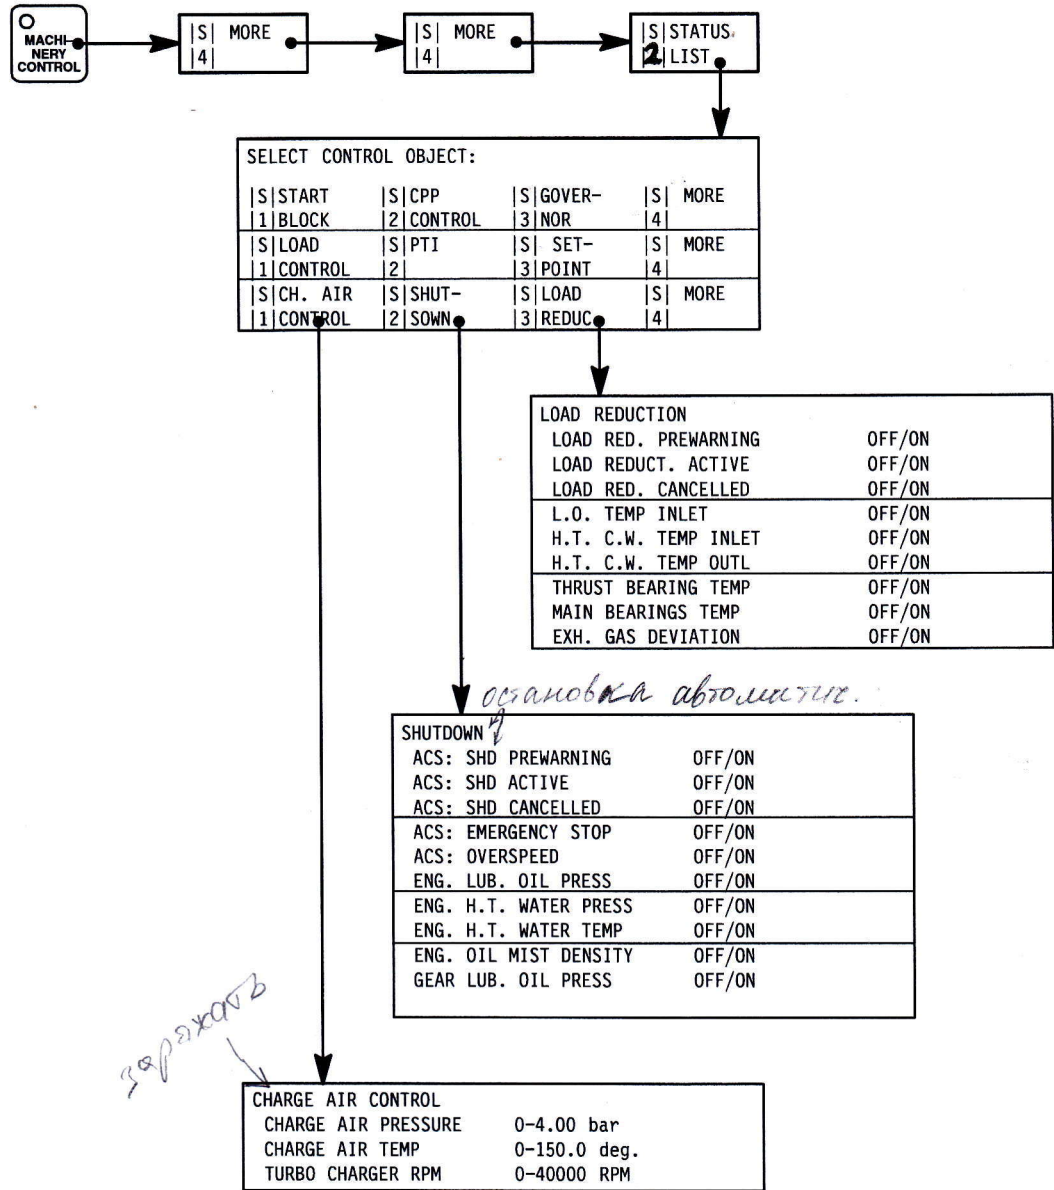 MACHI-
NERY
CONTROL
|S| MORE
|4|
|S| MORE
|4|
|S|STATUS
|2|LIST
SELECT CONTROL OBJECT:
|S|START |S|CPP |S|GOVER- |S| MORE
|1|BLOCK |2|CONTROL |3|NOR |4|
|S|LOAD |S|PTI |S| SET- |S| MORE
|1|CONTROL |2| |3|POINT |4|
|S|CH. AIR |S|SHUT- |S|LOAD |S| MORE
|1|CONTROL |2|SOWN |3|REDUC |4|
LOAD REDUCTION
LOAD RED. PREWARNING OFF/ON
LOAD REDUCT. ACTIVE OFF/ON
LOAD RED. CANCELLED OFF/ON
L.O. TEMP INLET OFF/ON
H.T. C.W. TEMP INLET OFF/ON
H.T. C.W. TEMP OUTL OFF/ON
THRUST BEARING TEMP OFF/ON
MAIN BEARINGS TEMP OFF/ON
EXH. GAS DEVIATION OFF/ON
остановка автоматич.
SHUTDOWN
ACS: SHD PREWARNING OFF/ON
ACS: SHD ACTIVE OFF/ON
ACS: SHD CANCELLED OFF/ON
ACS: EMERGENCY STOP OFF/ON
ACS: OVERSPEED OFF/ON
ENG. LUB. OIL PRESS OFF/ON
ENG. H.T. WATER PRESS OFF/ON
ENG. H.T. WATER TEMP OFF/ON
ENG. OIL MIST DENSITY OFF/ON
GEAR LUB. OIL PRESS OFF/ON
заряжать
CHARGE AIR CONTROL
CHARGE AIR PRESSURE 0-4.00 bar
CHARGE AIR TEMP 0-150.0 deg.
TURBO CHARGER RPM 0-40000 RPM